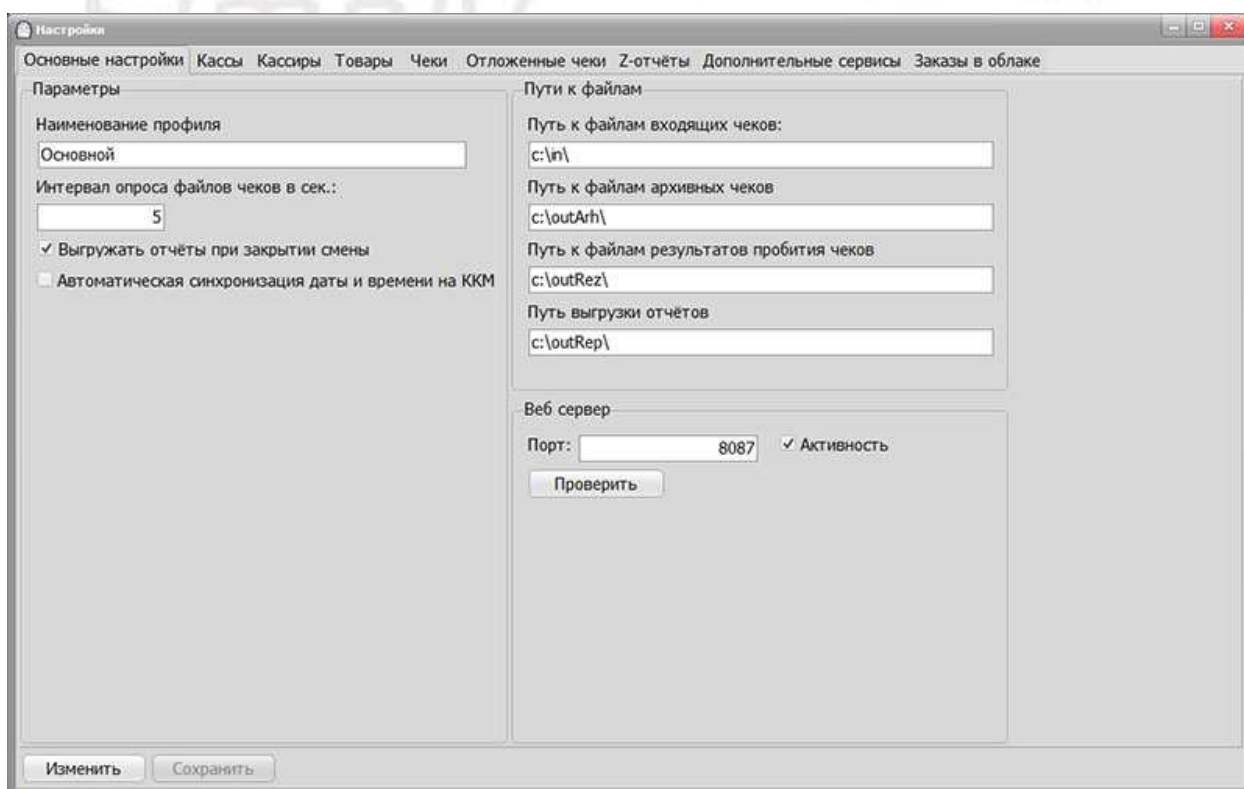 Настройки
Основные настройки Кассы Кассиры Товары Чеки Отложенные чеки Z-отчёты Дополнительные сервисы Заказы в облаке
Параметры
Наименование профиля
Основной
Интервал опроса файлов чеков в сек.:
5
Выгружать отчёты при закрытии смены
Автоматическая синхронизация даты и времени на ККМ
Пути к файлам
Путь к файлам входящих чеков:
c:\in\
Путь к файлам архивных чеков
c:\outArh\
Путь к файлам результатов пробития чеков
c:\outRez\
Путь выгрузки отчётов
c:\outRep\
Веб сервер
Порт: 8087 Активность
Проверить
Изменить Сохранить